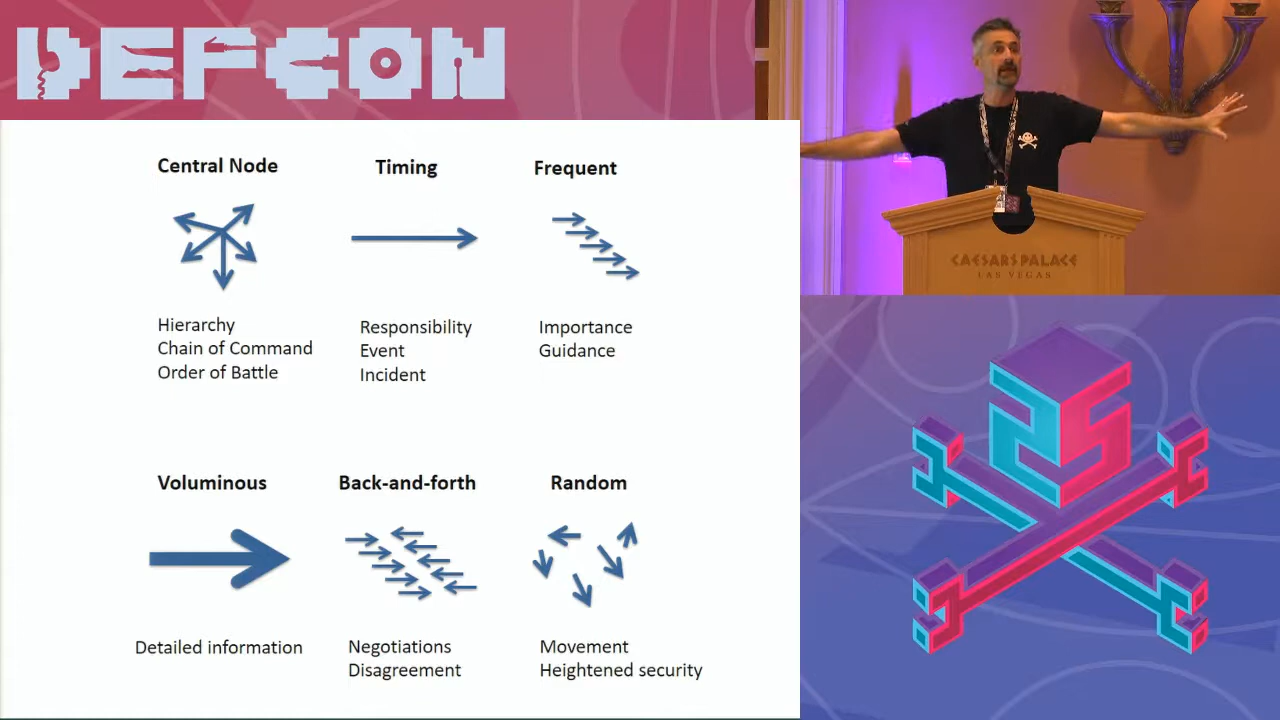 DEFCON
Central Node
Timing
Frequent
Hierarchy
Chain of Command
Order of Battle
Responsibility
Event
Incident
Importance
Guidance
Voluminous
Back-and-forth
Random
Detailed information
Negotiations
Disagreement
Movement
Heightened security
CAESARS PALACE
LAS VEGAS
25